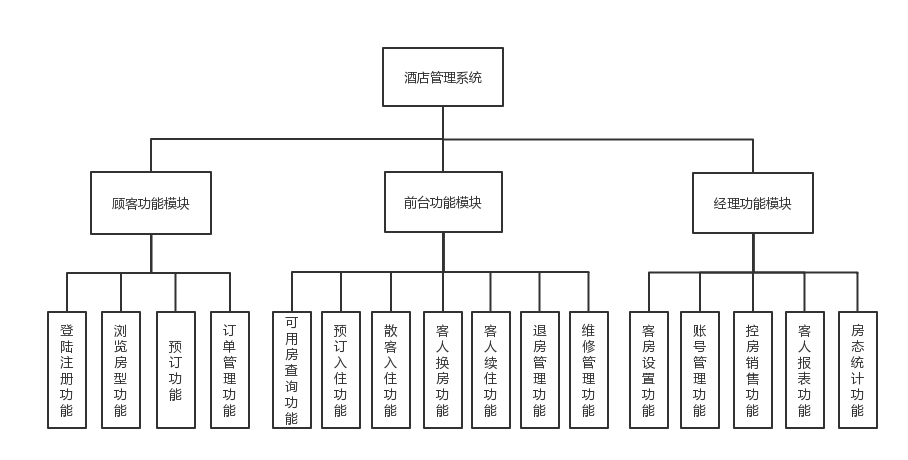 酒店管理系统
顾客功能模块
前台功能模块
经理功能模块
登陆注册功能
浏览房型功能
预订功能
订单管理功能
可用房查询功能
预订入住功能
散客入住功能
客人换房功能
客人续住功能
退房管理功能
维修管理功能
客房设置功能
账号管理功能
控房销售功能
客人报表功能
房态统计功能